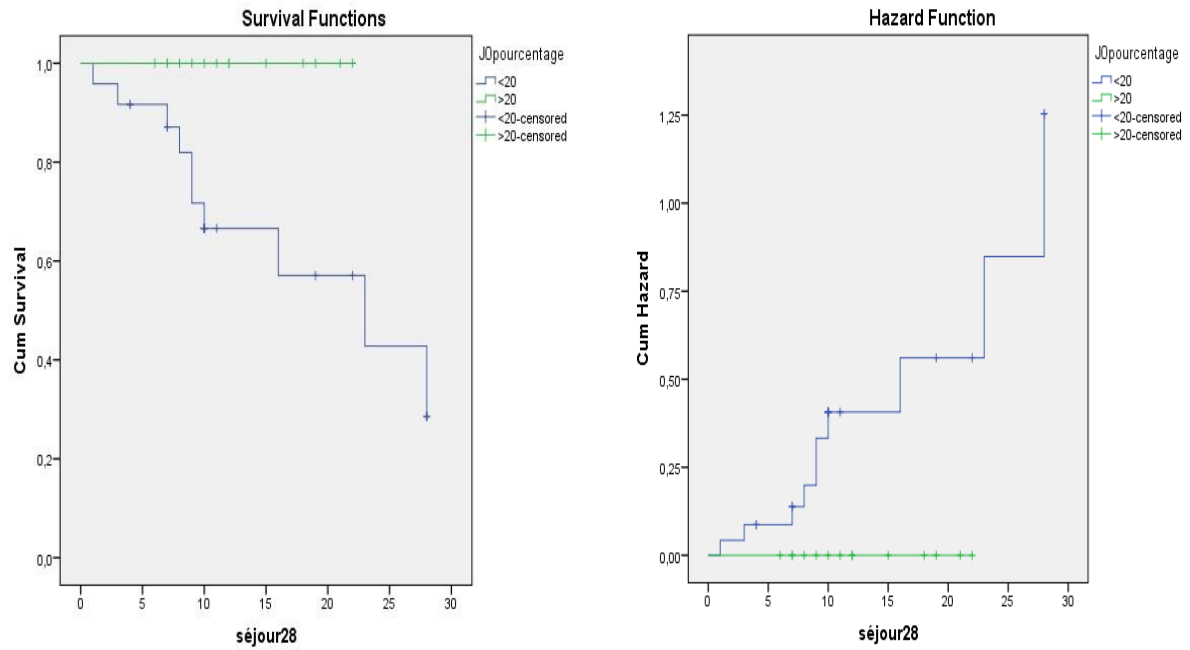 Survival Functions
J0pourcentage
<20
>20
<20-censored
>20-censored
1,0
0,8
0,6
0,4
0,2
0,0
Cum Survival
0 5 10 15 20 25 30
séjour28
Hazard Function
J0pourcentage
<20
>20
<20-censored
>20-censored
1,25
1,00
0,75
0,50
0,25
0,00
Cum Hazard
0 5 10 15 20 25 30
séjour28